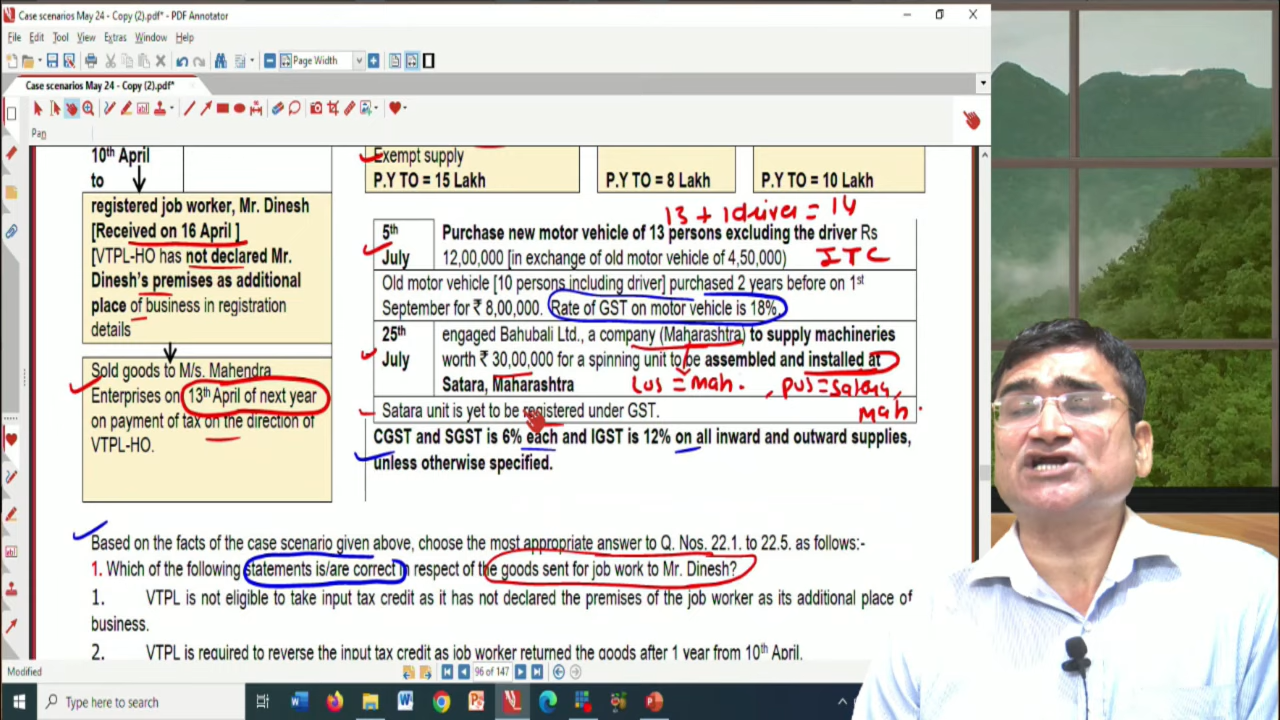 Case scenarios May 24 - Copy (2).pdf* - PDF Annotator
File Edit Tool View Extras Window Help
Page Width
Case scenarios May 24 - Copy (2).pdf*
Pan
10th April
to
registered job worker, Mr. Dinesh
[Received on 16 April ]
[VTPL-HO has not declared Mr.
Dinesh's premises as additional
place of business in registration
details
Sold goods to M/s. Mahendra
Enterprises on 13th April of next year
on payment of tax on the direction of
VTPL-HO.
Exempt supply
P.Y TO = 15 Lakh
P.Y TO = 8 Lakh
P.Y TO = 10 Lakh
13 + 1 driver = 14
5th July
Purchase new motor vehicle of 13 persons excluding the driver Rs
12,00,000 [in exchange of old motor vehicle of 4,50,000)
ITC
Old motor vehicle [10 persons including driver] purchased 2 years before on 1st
September for ₹ 8,00,000. Rate of GST on motor vehicle is 18%.
25th July
engaged Bahubali Ltd., a company (Maharashtra) to supply machineries
worth ₹ 30,00,000 for a spinning unit to be assembled and installed at
Satara, Maharashtra
LOS = mah. , POS = Satara,
mah.
Satara unit is yet to be registered under GST.
CGST and SGST is 6% each and IGST is 12% on all inward and outward supplies,
unless otherwise specified.
Based on the facts of the case scenario given above, choose the most appropriate answer to Q. Nos. 22.1. to 22.5. as follows:-
1. Which of the following statements is/are correct in respect of the goods sent for job work to Mr. Dinesh?
1. VTPL is not eligible to take input tax credit as it has not declared the premises of the job worker as its additional place of
business.
2. VTPL is required to reverse the input tax credit as job worker returned the goods after 1 year from 10th April.
Modified
96 of 147
Type here to search